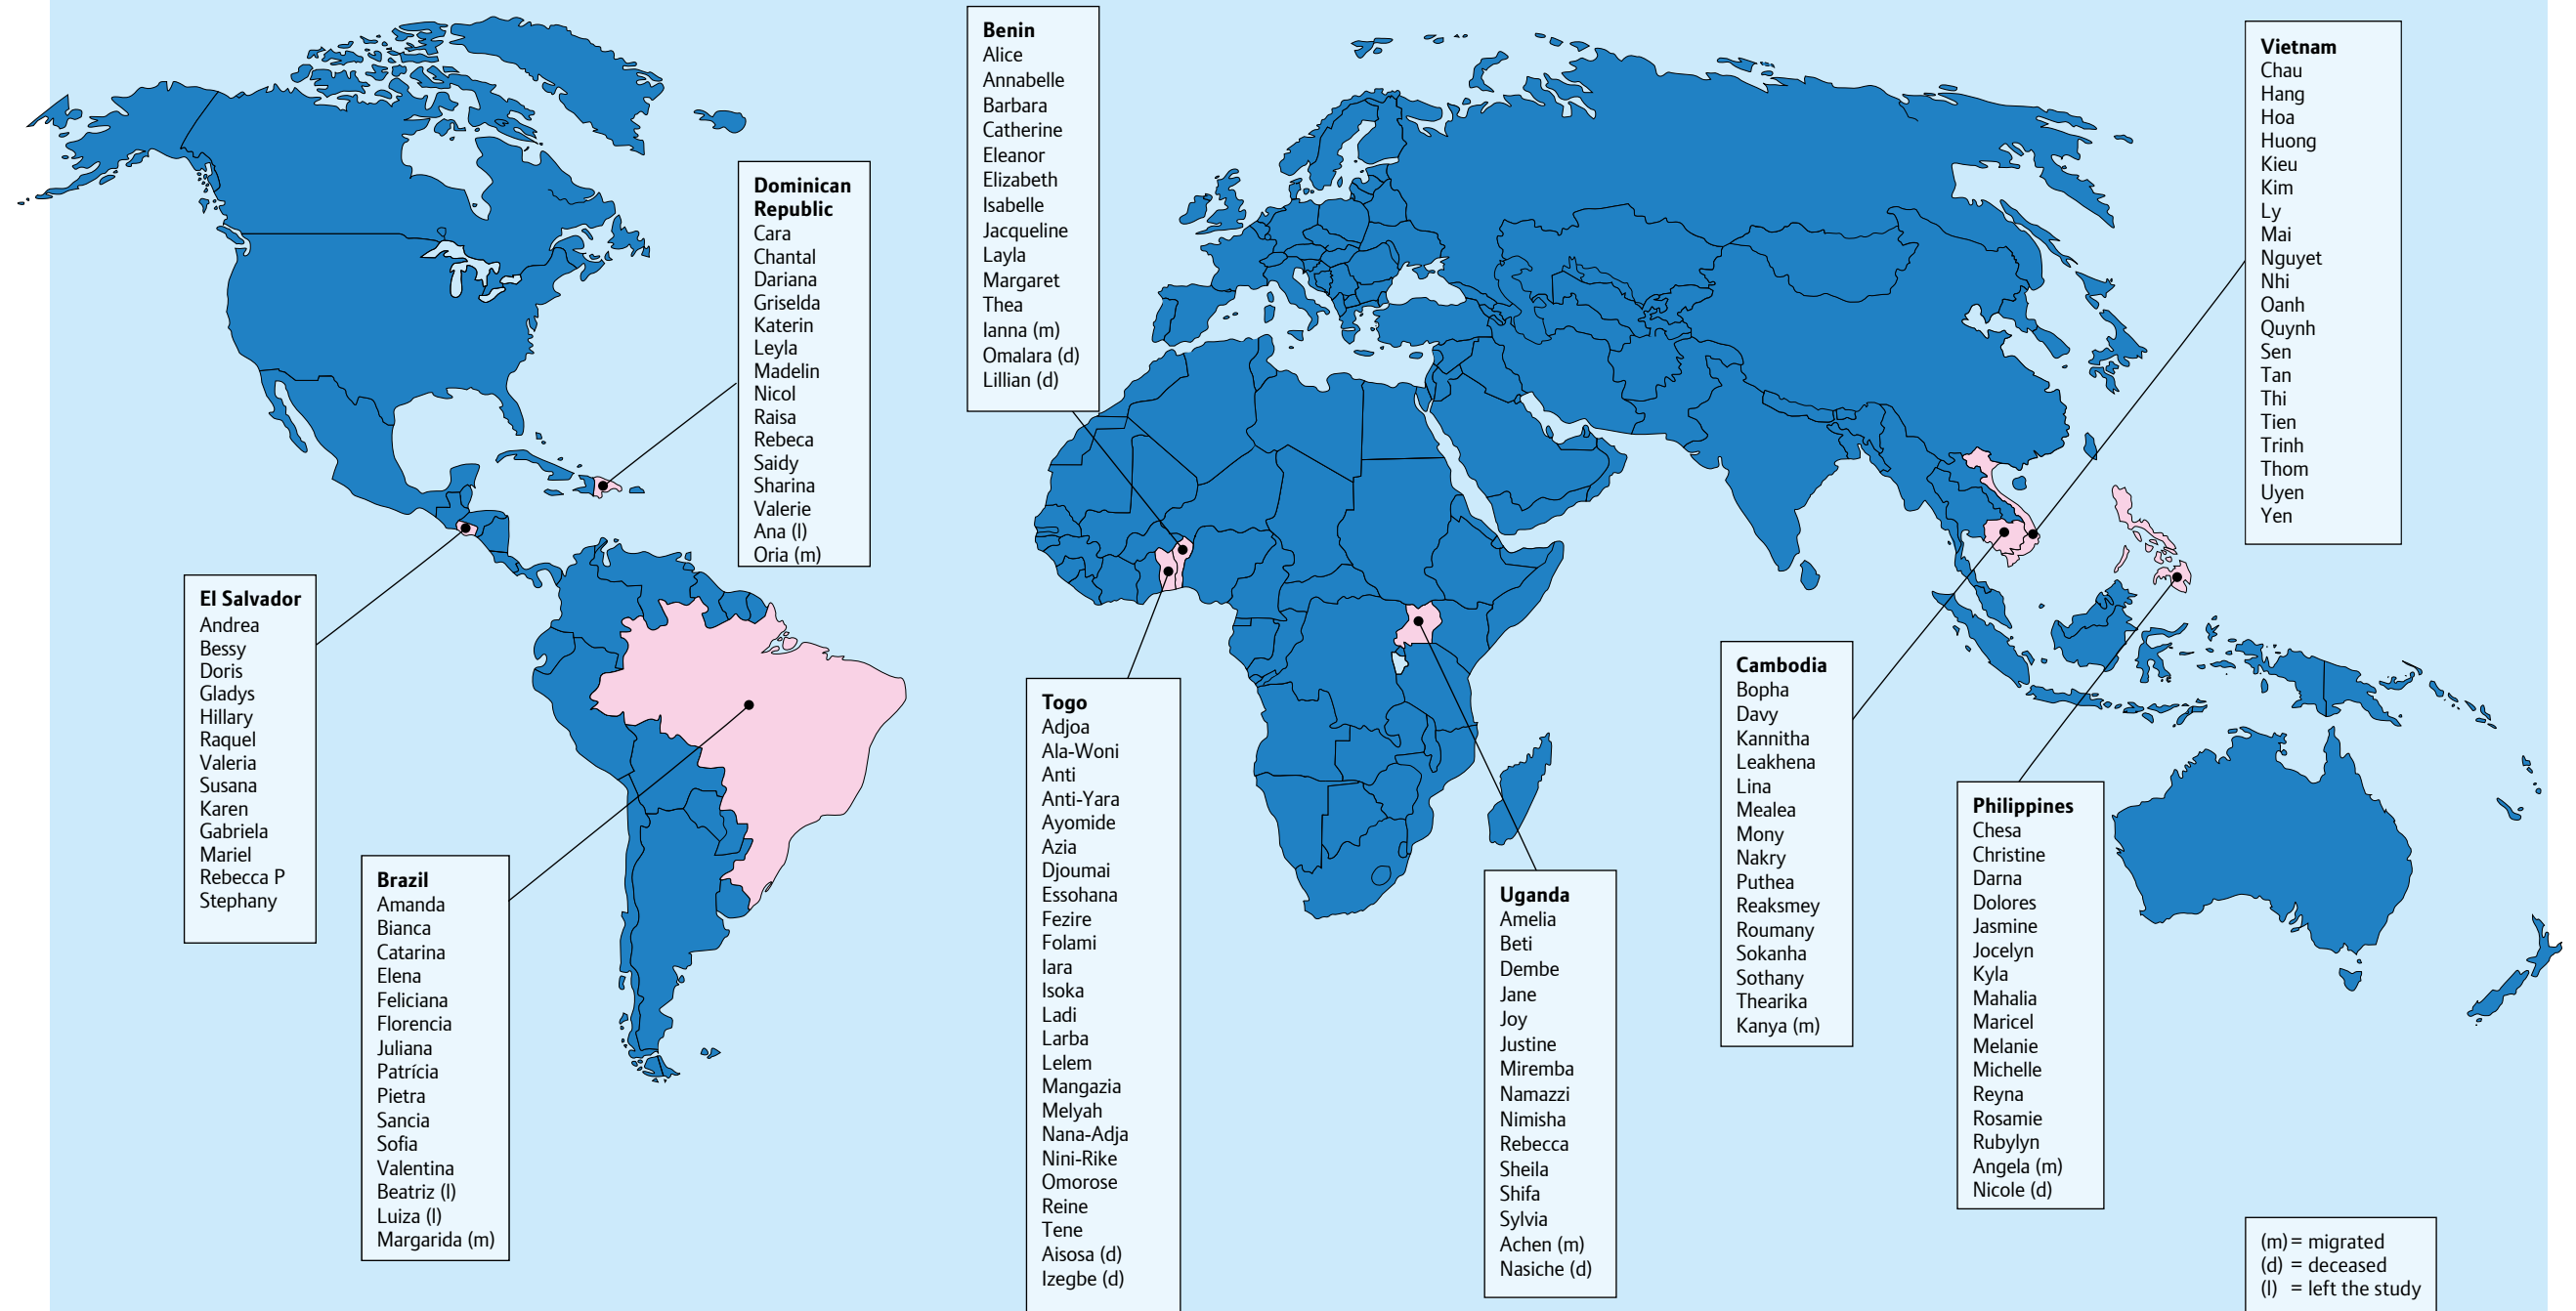 Benin
Alice
Annabelle
Barbara
Catherine
Eleanor
Elizabeth
Isabelle
Jacqueline
Layla
Margaret
Thea
Ianna (m)
Omalara (d)
Lillian (d)
Vietnam
Chau
Hang
Hoa
Huong
Kieu
Kim
Ly
Mai
Nguyet
Nhi
Oanh
Quynh
Sen
Tan
Thi
Tien
Trinh
Thom
Uyen
Yen
Dominican
Republic
Cara
Chantal
Dariana
Griselda
Katerin
Leyla
Madelin
Nicol
Raisa
Rebeca
Saidy
Sharina
Valerie
Ana (l)
Oria (m)
El Salvador
Andrea
Bessy
Doris
Gladys
Hillary
Raquel
Valeria
Susana
Karen
Gabriela
Mariel
Rebecca P
Stephany
Brazil
Amanda
Bianca
Catarina
Elena
Feliciana
Florencia
Juliana
Patrícia
Pietra
Sancia
Sofia
Valentina
Beatriz (l)
Luiza (l)
Margarida (m)
Togo
Adjoa
Ala-Woni
Anti
Anti-Yara
Ayomide
Azia
Djoumai
Essohana
Fezire
Folami
Iara
Isoka
Ladi
Larba
Lelem
Mangazia
Melyah
Nana-Adja
Nini-Rike
Omorose
Reine
Tene
Aisosa (d)
Izegbe (d)
Uganda
Amelia
Beti
Dembe
Jane
Joy
Justine
Miremba
Namazzi
Nimisha
Rebecca
Sheila
Shifa
Sylvia
Achen (m)
Nasiche (d)
Cambodia
Bopha
Davy
Kannitha
Leakhena
Lina
Mealea
Mony
Nakry
Puthea
Reaksmey
Roumany
Sokanha
Sothany
Thearika
Kanya (m)
Philippines
Chesa
Christine
Darna
Dolores
Jasmine
Jocelyn
Kyla
Mahalia
Maricel
Melanie
Michelle
Reyna
Rosamie
Rubylyn
Angela (m)
Nicole (d)
(m) = migrated
(d) = deceased
(l) = left the study